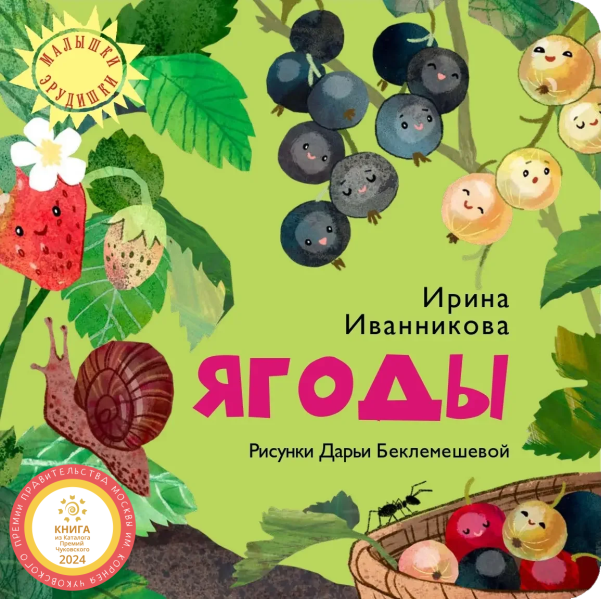 МАЛЫШКИ
ЭРУДИШКИ
Ирина
Иванникова
ЯГОДЫ
Рисунки Дарьи Беклемешевой
ПРЕМИИ ПРАВИТЕЛЬСТВА МОСКВЫ ИМ. КОРНЕЯ ЧУКОВСКОГО
КНИГА
из Каталога
Премий
Чуковского
2024